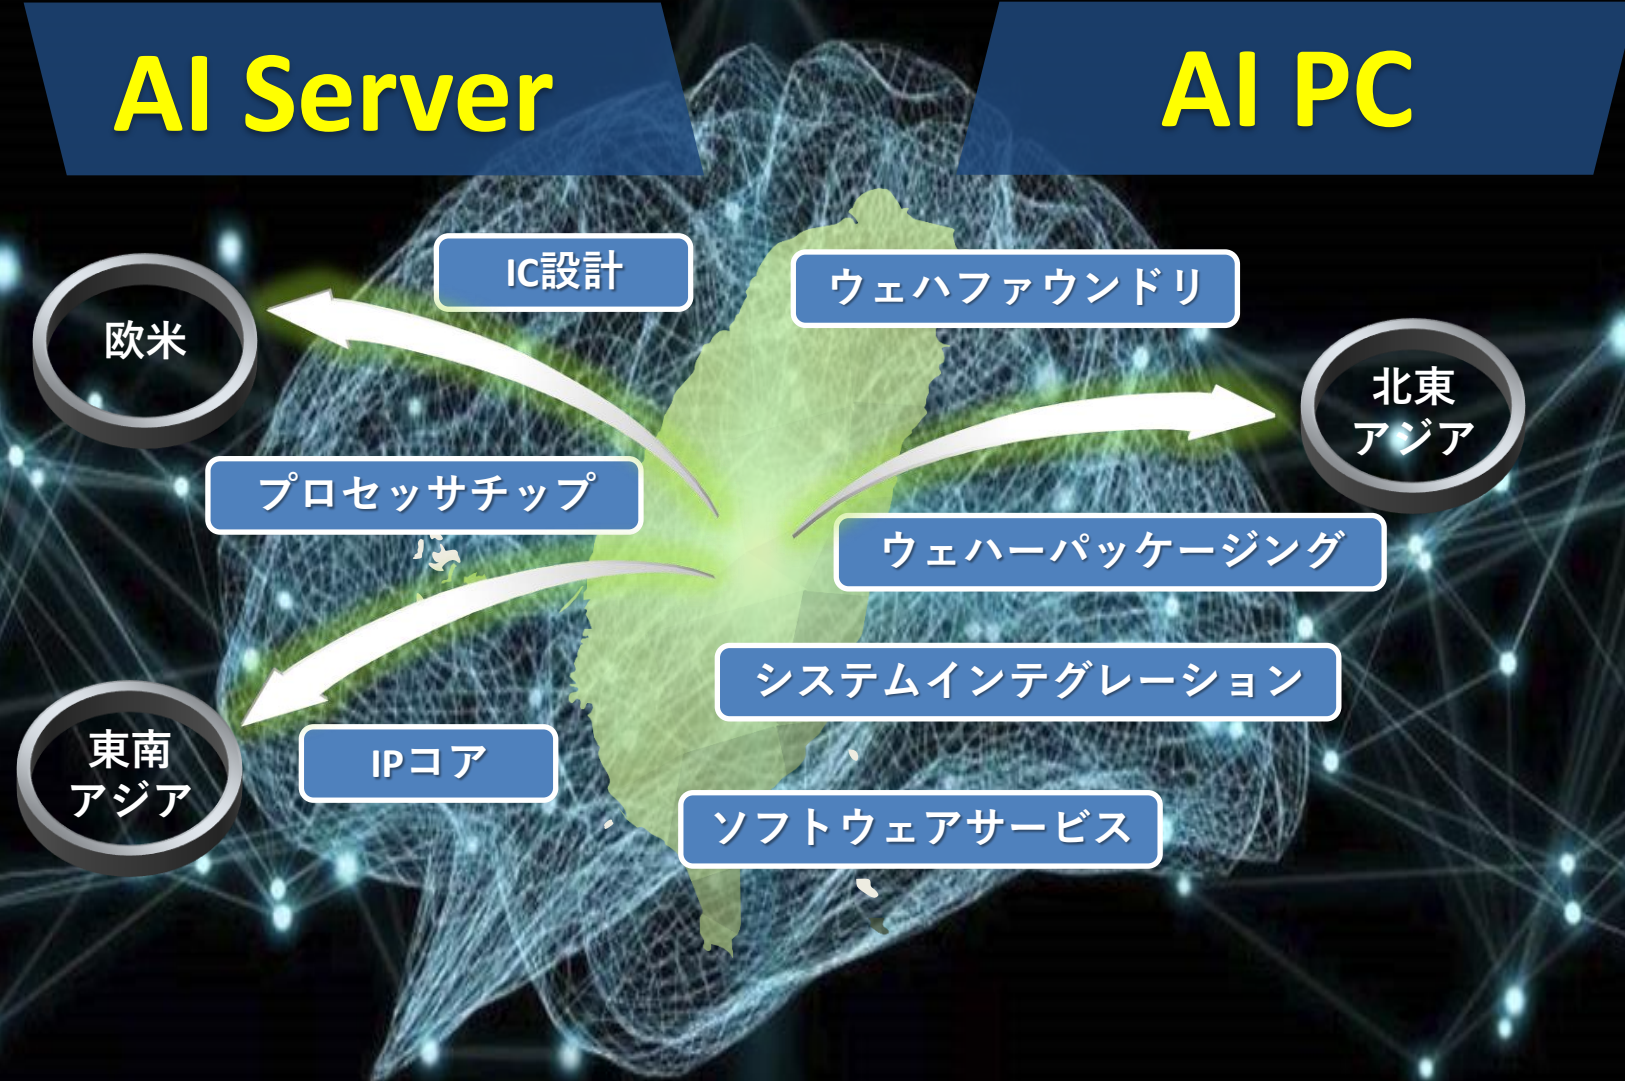 AI Server
AI PC
IC設計
ウェハファウンドリ
欧米
北東
アジア
プロセッサチップ
ウェハーパッケージング
システムインテグレーション
東南
アジア
IPコア
ソフトウェアサービス